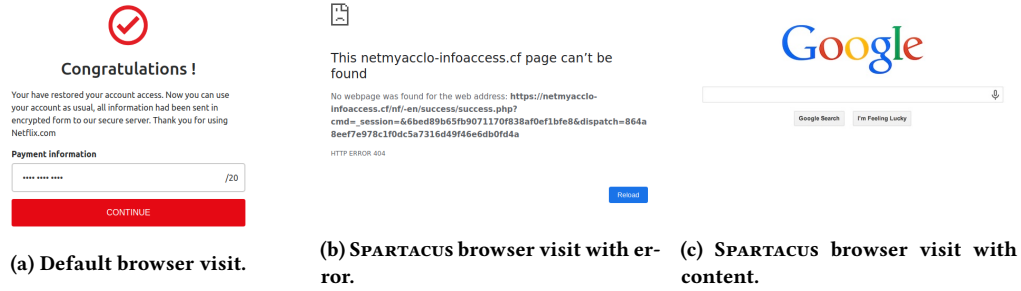 Congratulations !
Your have restored your account access. Now you can use
your account as usual, all information had been sent in
encrypted form to our secure server. Thank you for using
Netflix.com
Payment information
•••• •••• ••••
/20
CONTINUE
(a) Default browser visit.
This netmyacclo-infoaccess.cf page can’t be
found
No webpage was found for the web address: https://netmyacclo-
infoaccess.cf/nf/-en/success/success.php?
cmd=_session=&6bed89b65fb9071170f838af0ef1bfe8&dispatch=864a
8eef7e978c1f0dc5a7316d49f46e6db0fd4a
HTTP ERROR 404
Reload
(b) SPARTACUS browser visit with er-
ror.
Google
Google Search
I'm Feeling Lucky
(c) SPARTACUS browser visit with
content.